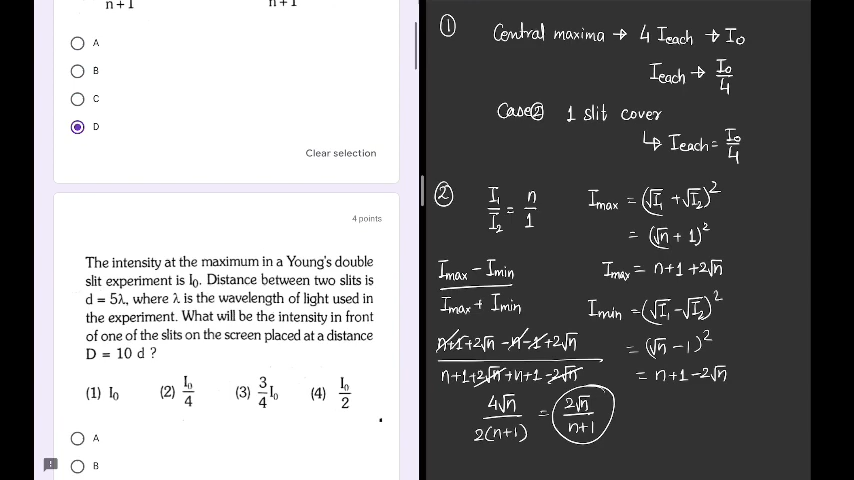 n+1 n+1
A
B
C
D
Clear selection
4 points
The intensity at the maximum in a Young's double
slit experiment is I₀. Distance between two slits is
d = 5λ, where λ is the wavelength of light used in
the experiment. What will be the intensity in front
of one of the slits on the screen placed at a distance
D = 10 d ?
(1) I₀ (2) I₀/4 (3) 3/4 I₀ (4) I₀/2
A
B
① Central maxima → 4 Ieach → I₀
Ieach → I₀/4
Case② 1 slit cover
↳ Ieach = I₀/4
② I₁/I₂ = n/1
Imax = (√I₁ + √I₂)²
= (√n + 1)²
Imax = n+1+2√n
Imin = (√I₁ - √I₂)²
= (√n - 1)²
= n+1-2√n
Imax - Imin
Imax + Imin
n+1+2√n-n-1+2√n
n+1+2√n+n+1-2√n
4√n/2(n+1) = 2√n/n+1